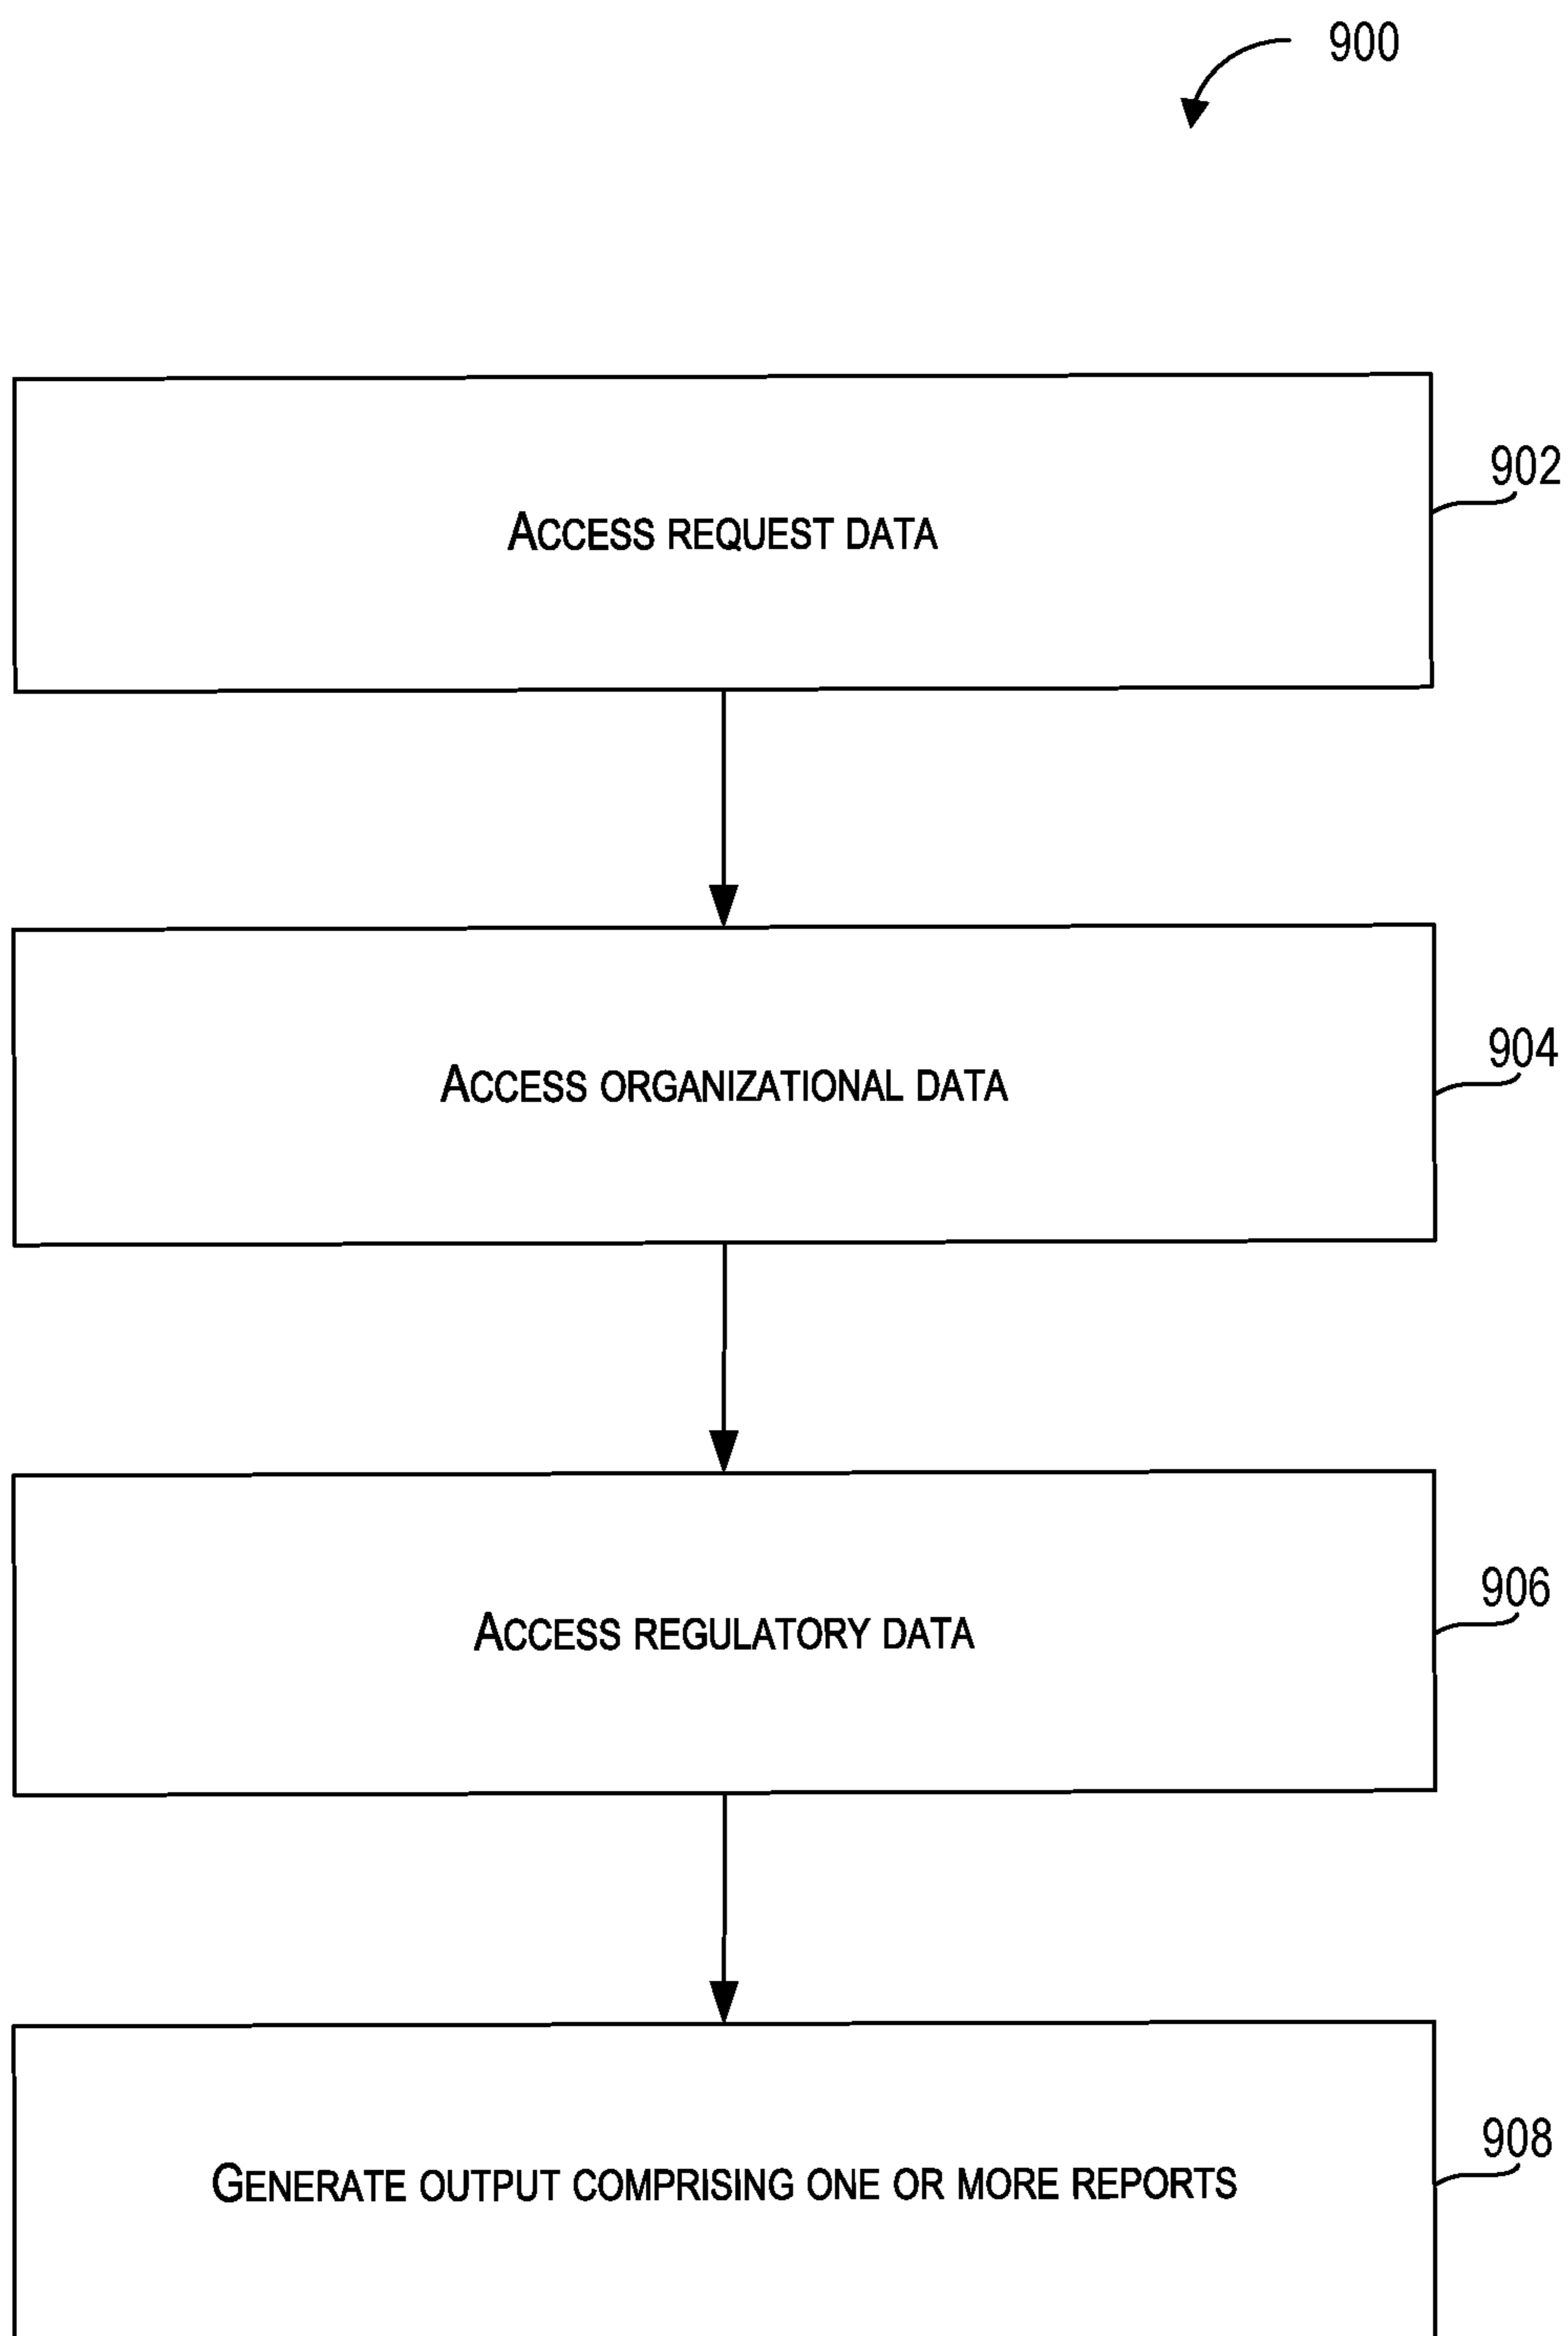 900
ACCESS REQUEST DATA
902
ACCESS ORGANIZATIONAL DATA
904
ACCESS REGULATORY DATA
906
GENERATE OUTPUT COMPRISING ONE OR MORE REPORTS
908